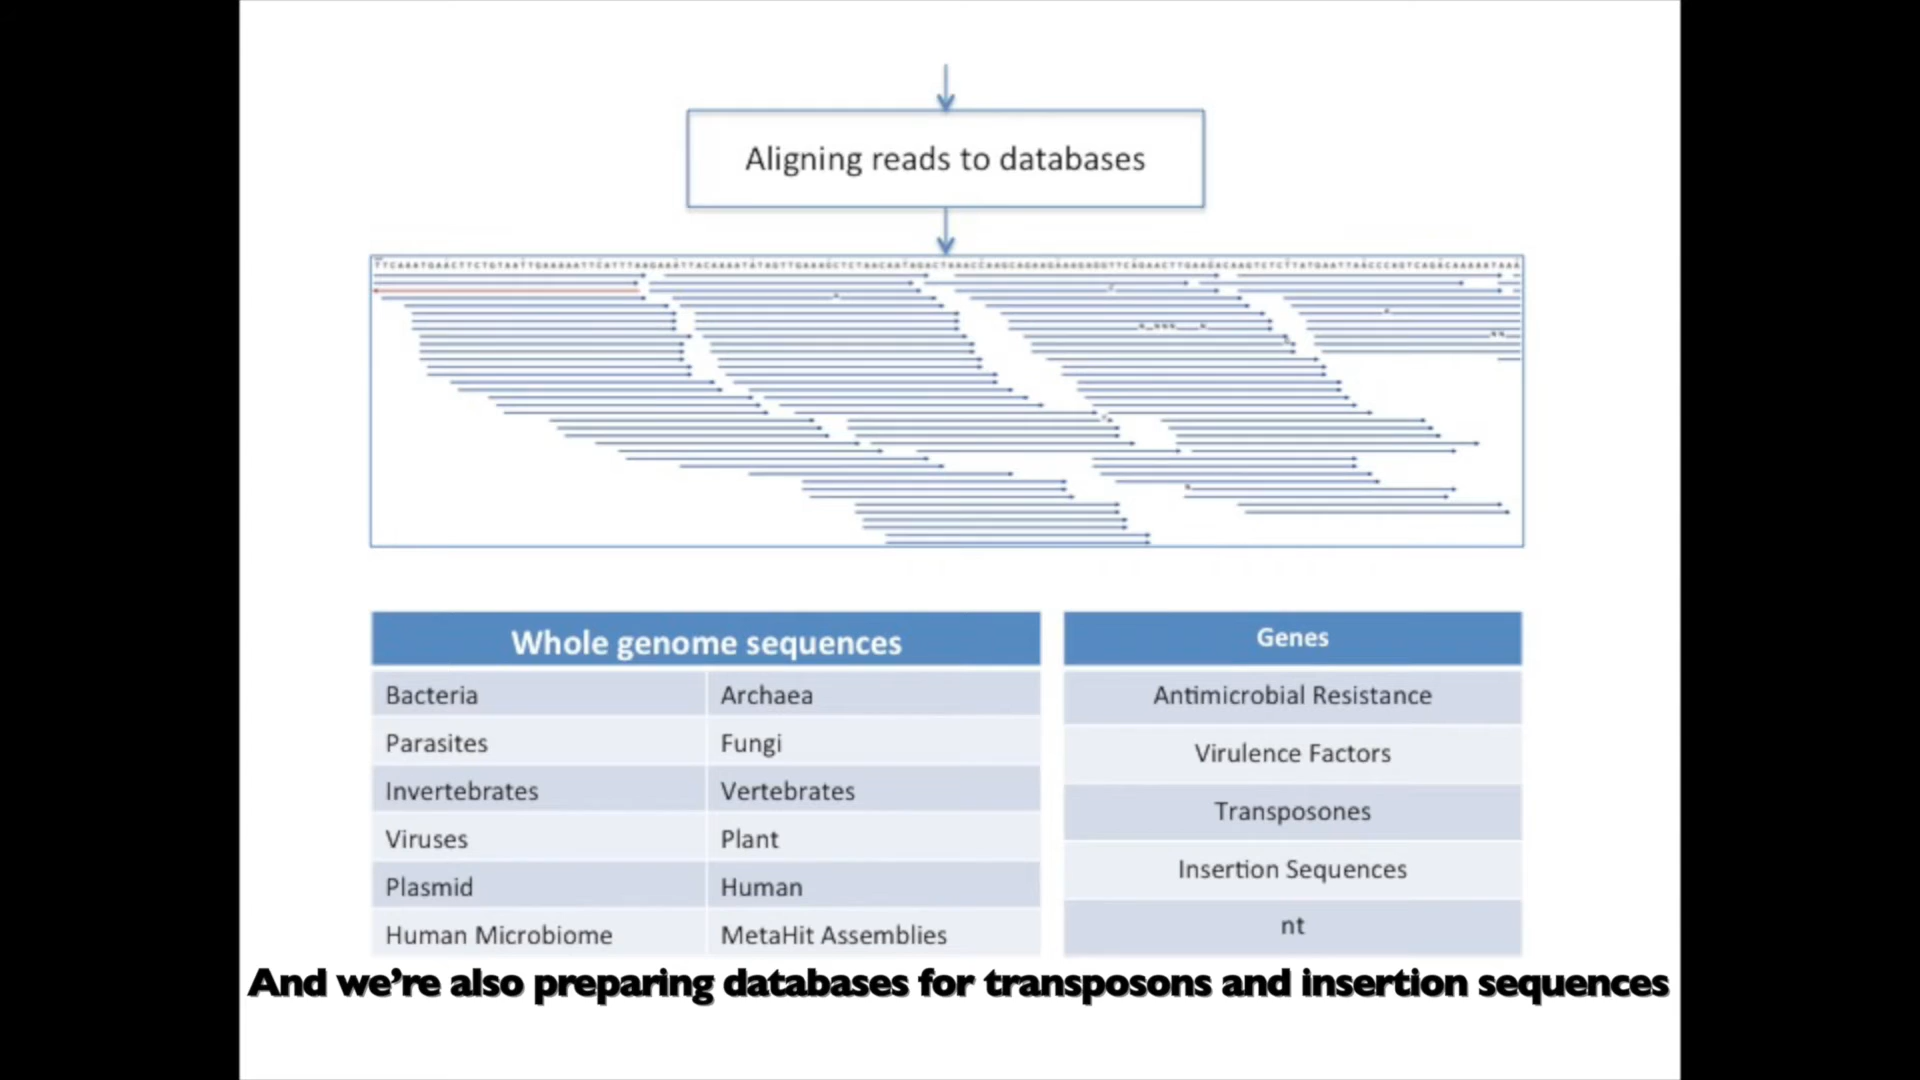 Aligning reads to databases
Whole genome sequences
Bacteria Archaea
Parasites Fungi
Invertebrates Vertebrates
Viruses Plant
Plasmid Human
Human Microbiome MetaHit Assemblies
Genes
Antimicrobial Resistance
Virulence Factors
Transposones
Insertion Sequences
nt
And we're also preparing databases for transposons and insertion sequences